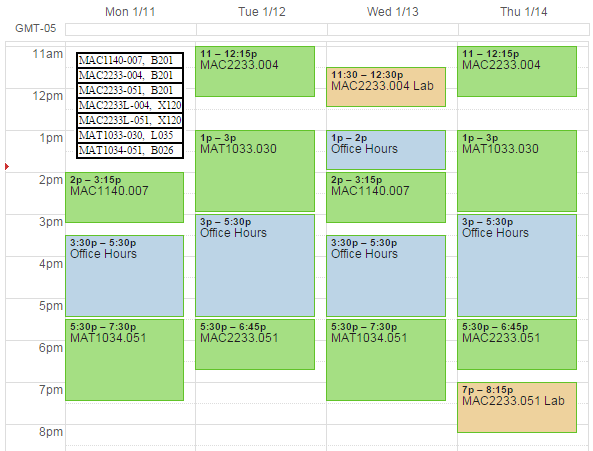 Mon 1/11 Tue 1/12 Wed 1/13 Thu 1/14
GMT-05
11am
12pm
1pm
2pm
3pm
4pm
5pm
6pm
7pm
8pm
MAC1140-007, B201
MAC2233-004, B201
MAC2233-051, B201
MAC2233L-004, X120
MAC2233L-051, X120
MAT1033-030, L035
MAT1034-051, B026
2p – 3:15p
MAC1140.007
3:30p – 5:30p
Office Hours
5:30p – 7:30p
MAT1034.051
11 – 12:15p
MAC2233.004
1p – 3p
MAT1033.030
3p – 5:30p
Office Hours
5:30p – 6:45p
MAC2233.051
11:30 – 12:30p
MAC2233.004 Lab
1p – 2p
Office Hours
2p – 3:15p
MAC1140.007
3:30p – 5:30p
Office Hours
5:30p – 7:30p
MAT1034.051
11 – 12:15p
MAC2233.004
1p – 3p
MAT1033.030
3p – 5:30p
Office Hours
5:30p – 6:45p
MAC2233.051
7p – 8:15p
MAC2233.051 Lab